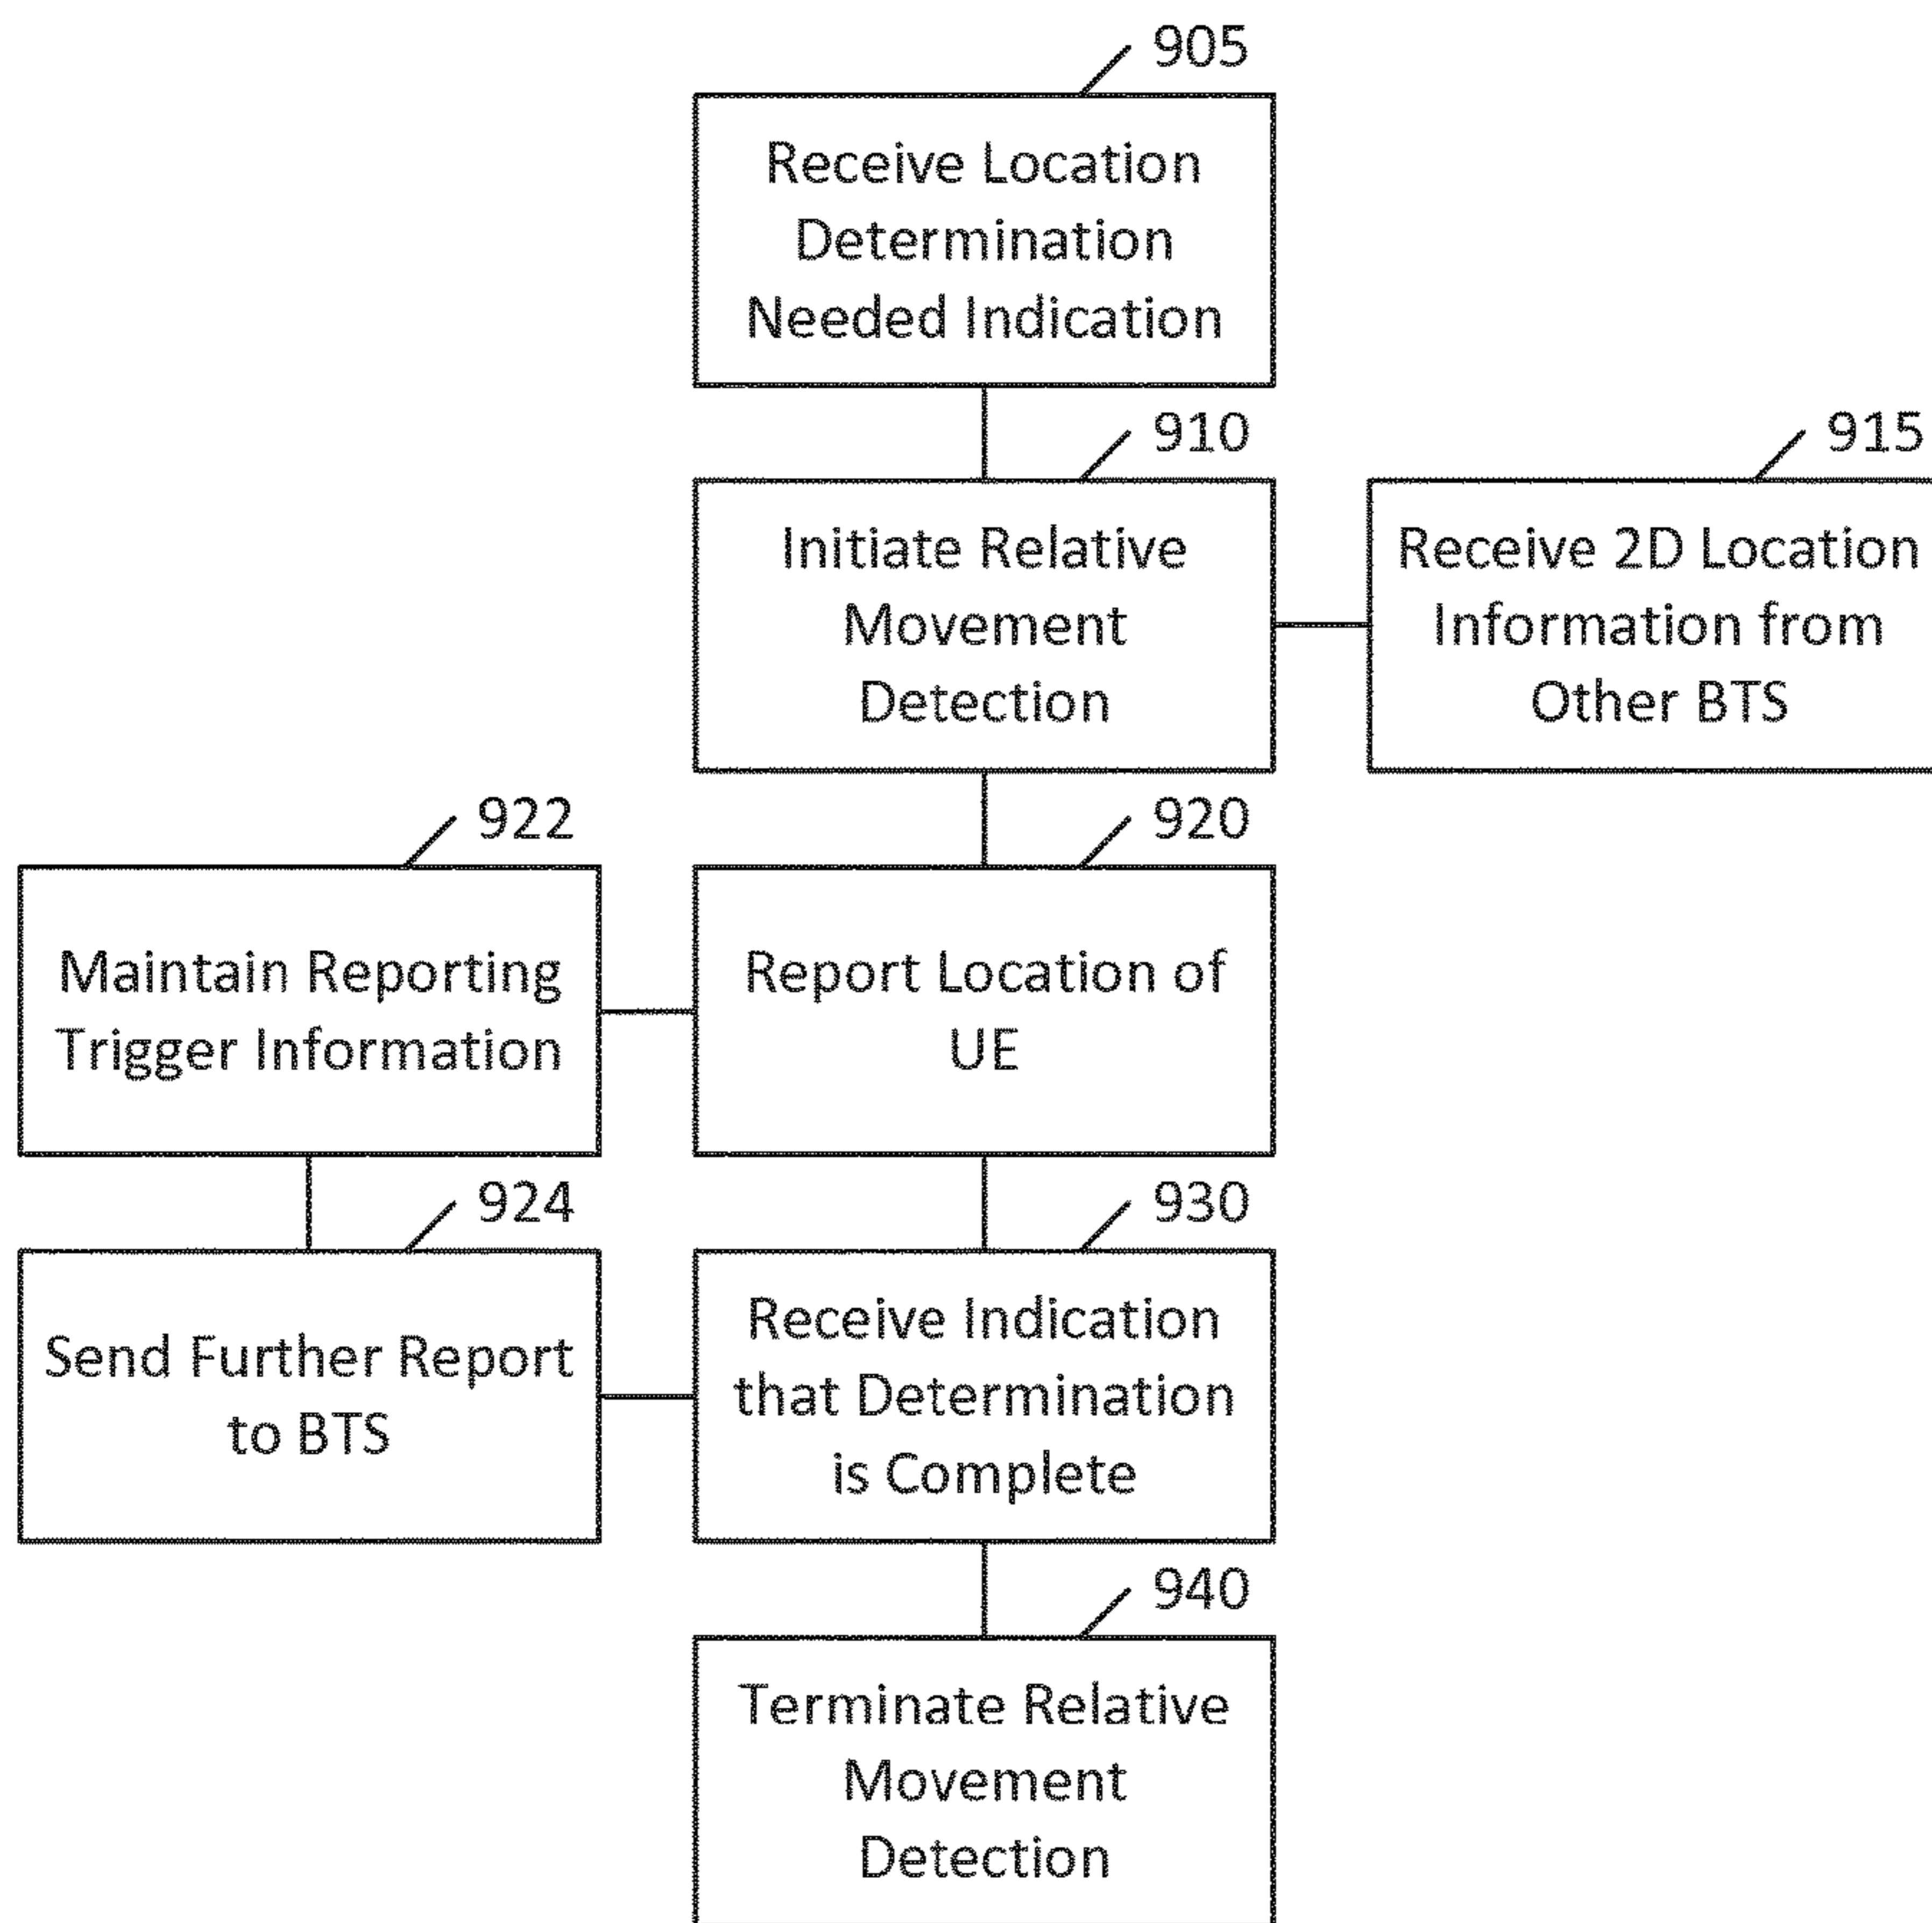 905
Receive Location
Determination
Needed Indication
910
Initiate Relative
Movement
Detection
915
Receive 2D Location
Information from
Other BTS
922
Maintain Reporting
Trigger Information
920
Report Location of
UE
924
Send Further Report
to BTS
930
Receive Indication
that Determination
is Complete
940
Terminate Relative
Movement
Detection